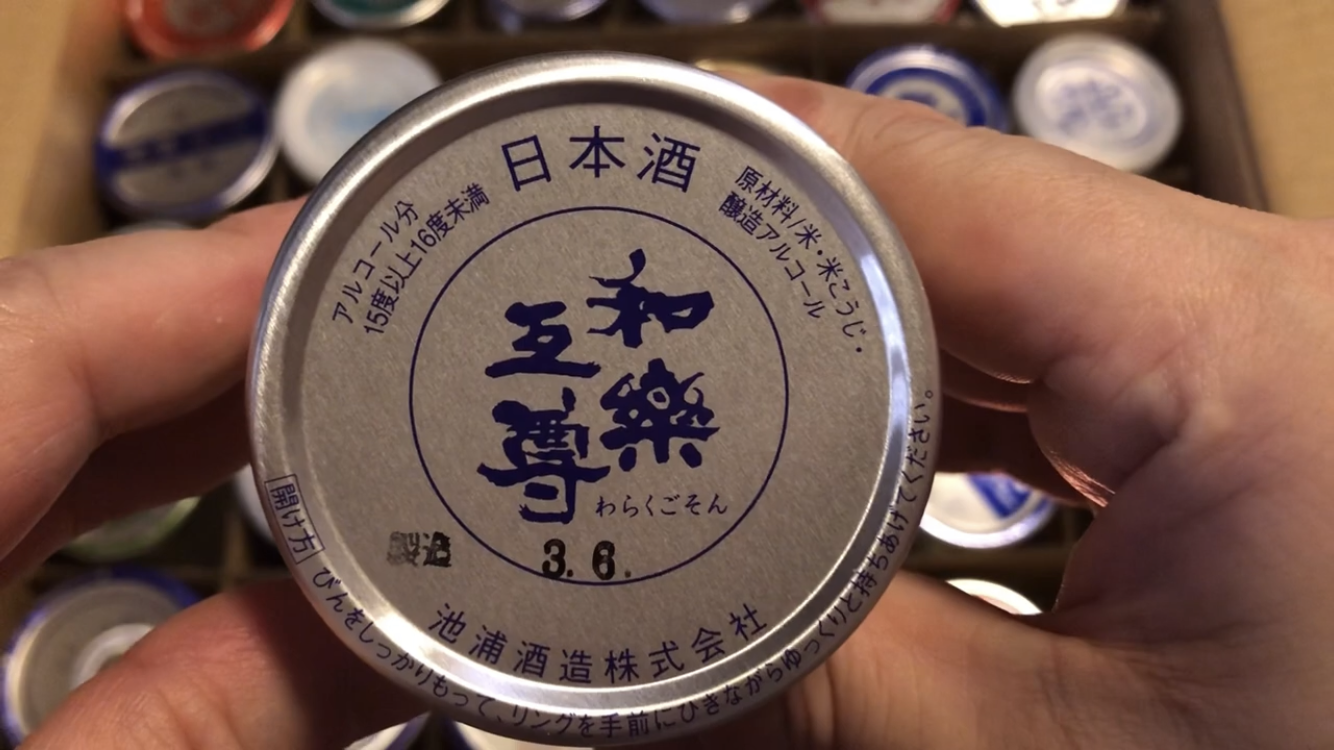 日本酒
アルコール分
15度以上16度未満
原材料/米・米こうじ・
醸造アルコール
和樂
互尊
わらくごそん
3. 6.
池浦酒造株式会社
開け方 びんをしっかりもって、リングを手前にひきながらゆっくりと持ちあげてください。